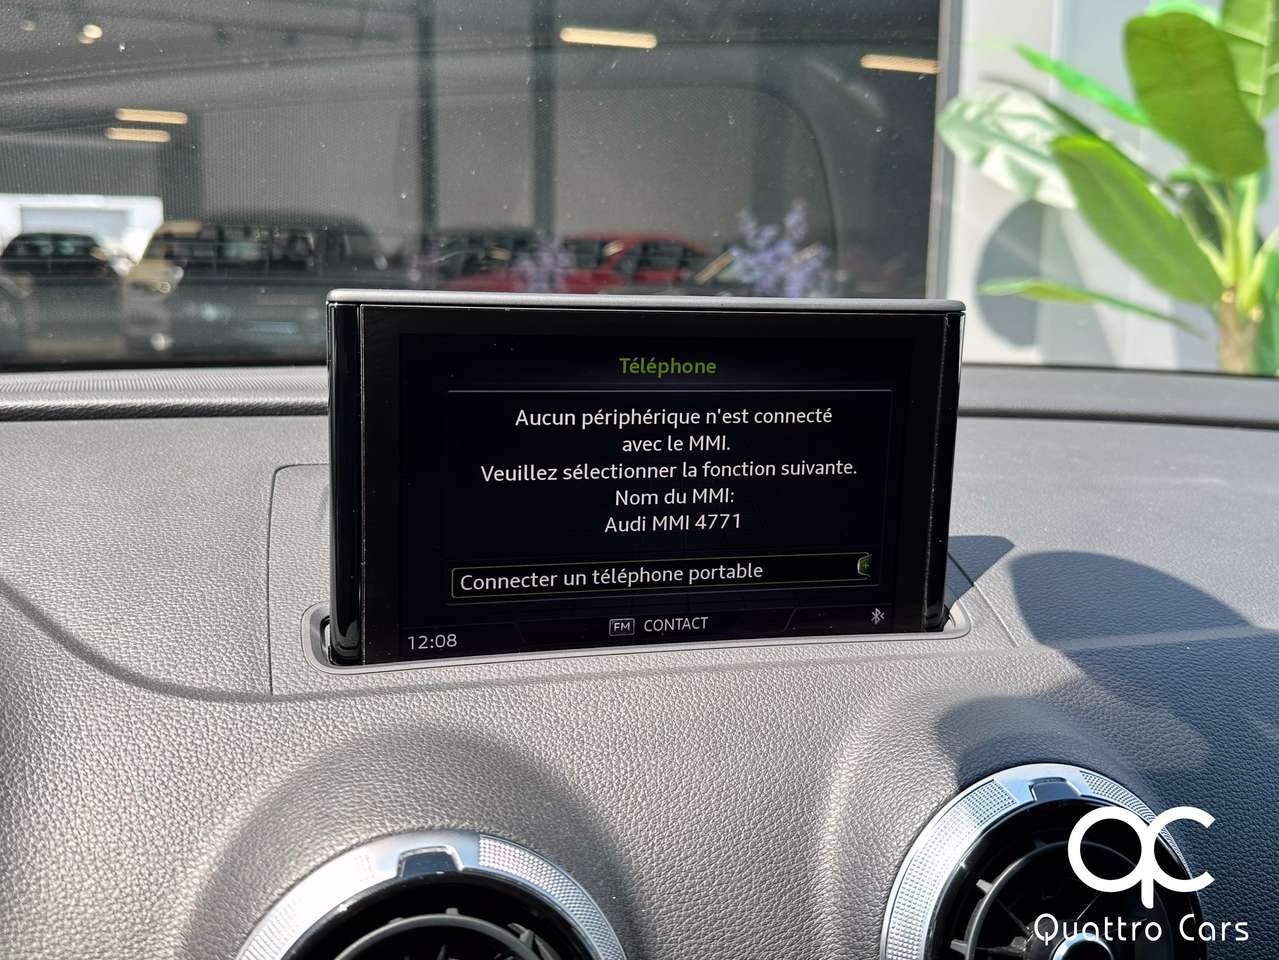 Téléphone
Aucun périphérique n'est connecté
avec le MMI.
Veuillez sélectionner la fonction suivante.
Nom du MMI:
Audi MMI 4771
Connecter un téléphone portable
12:08 FM CONTACT
qc
Quattro Cars